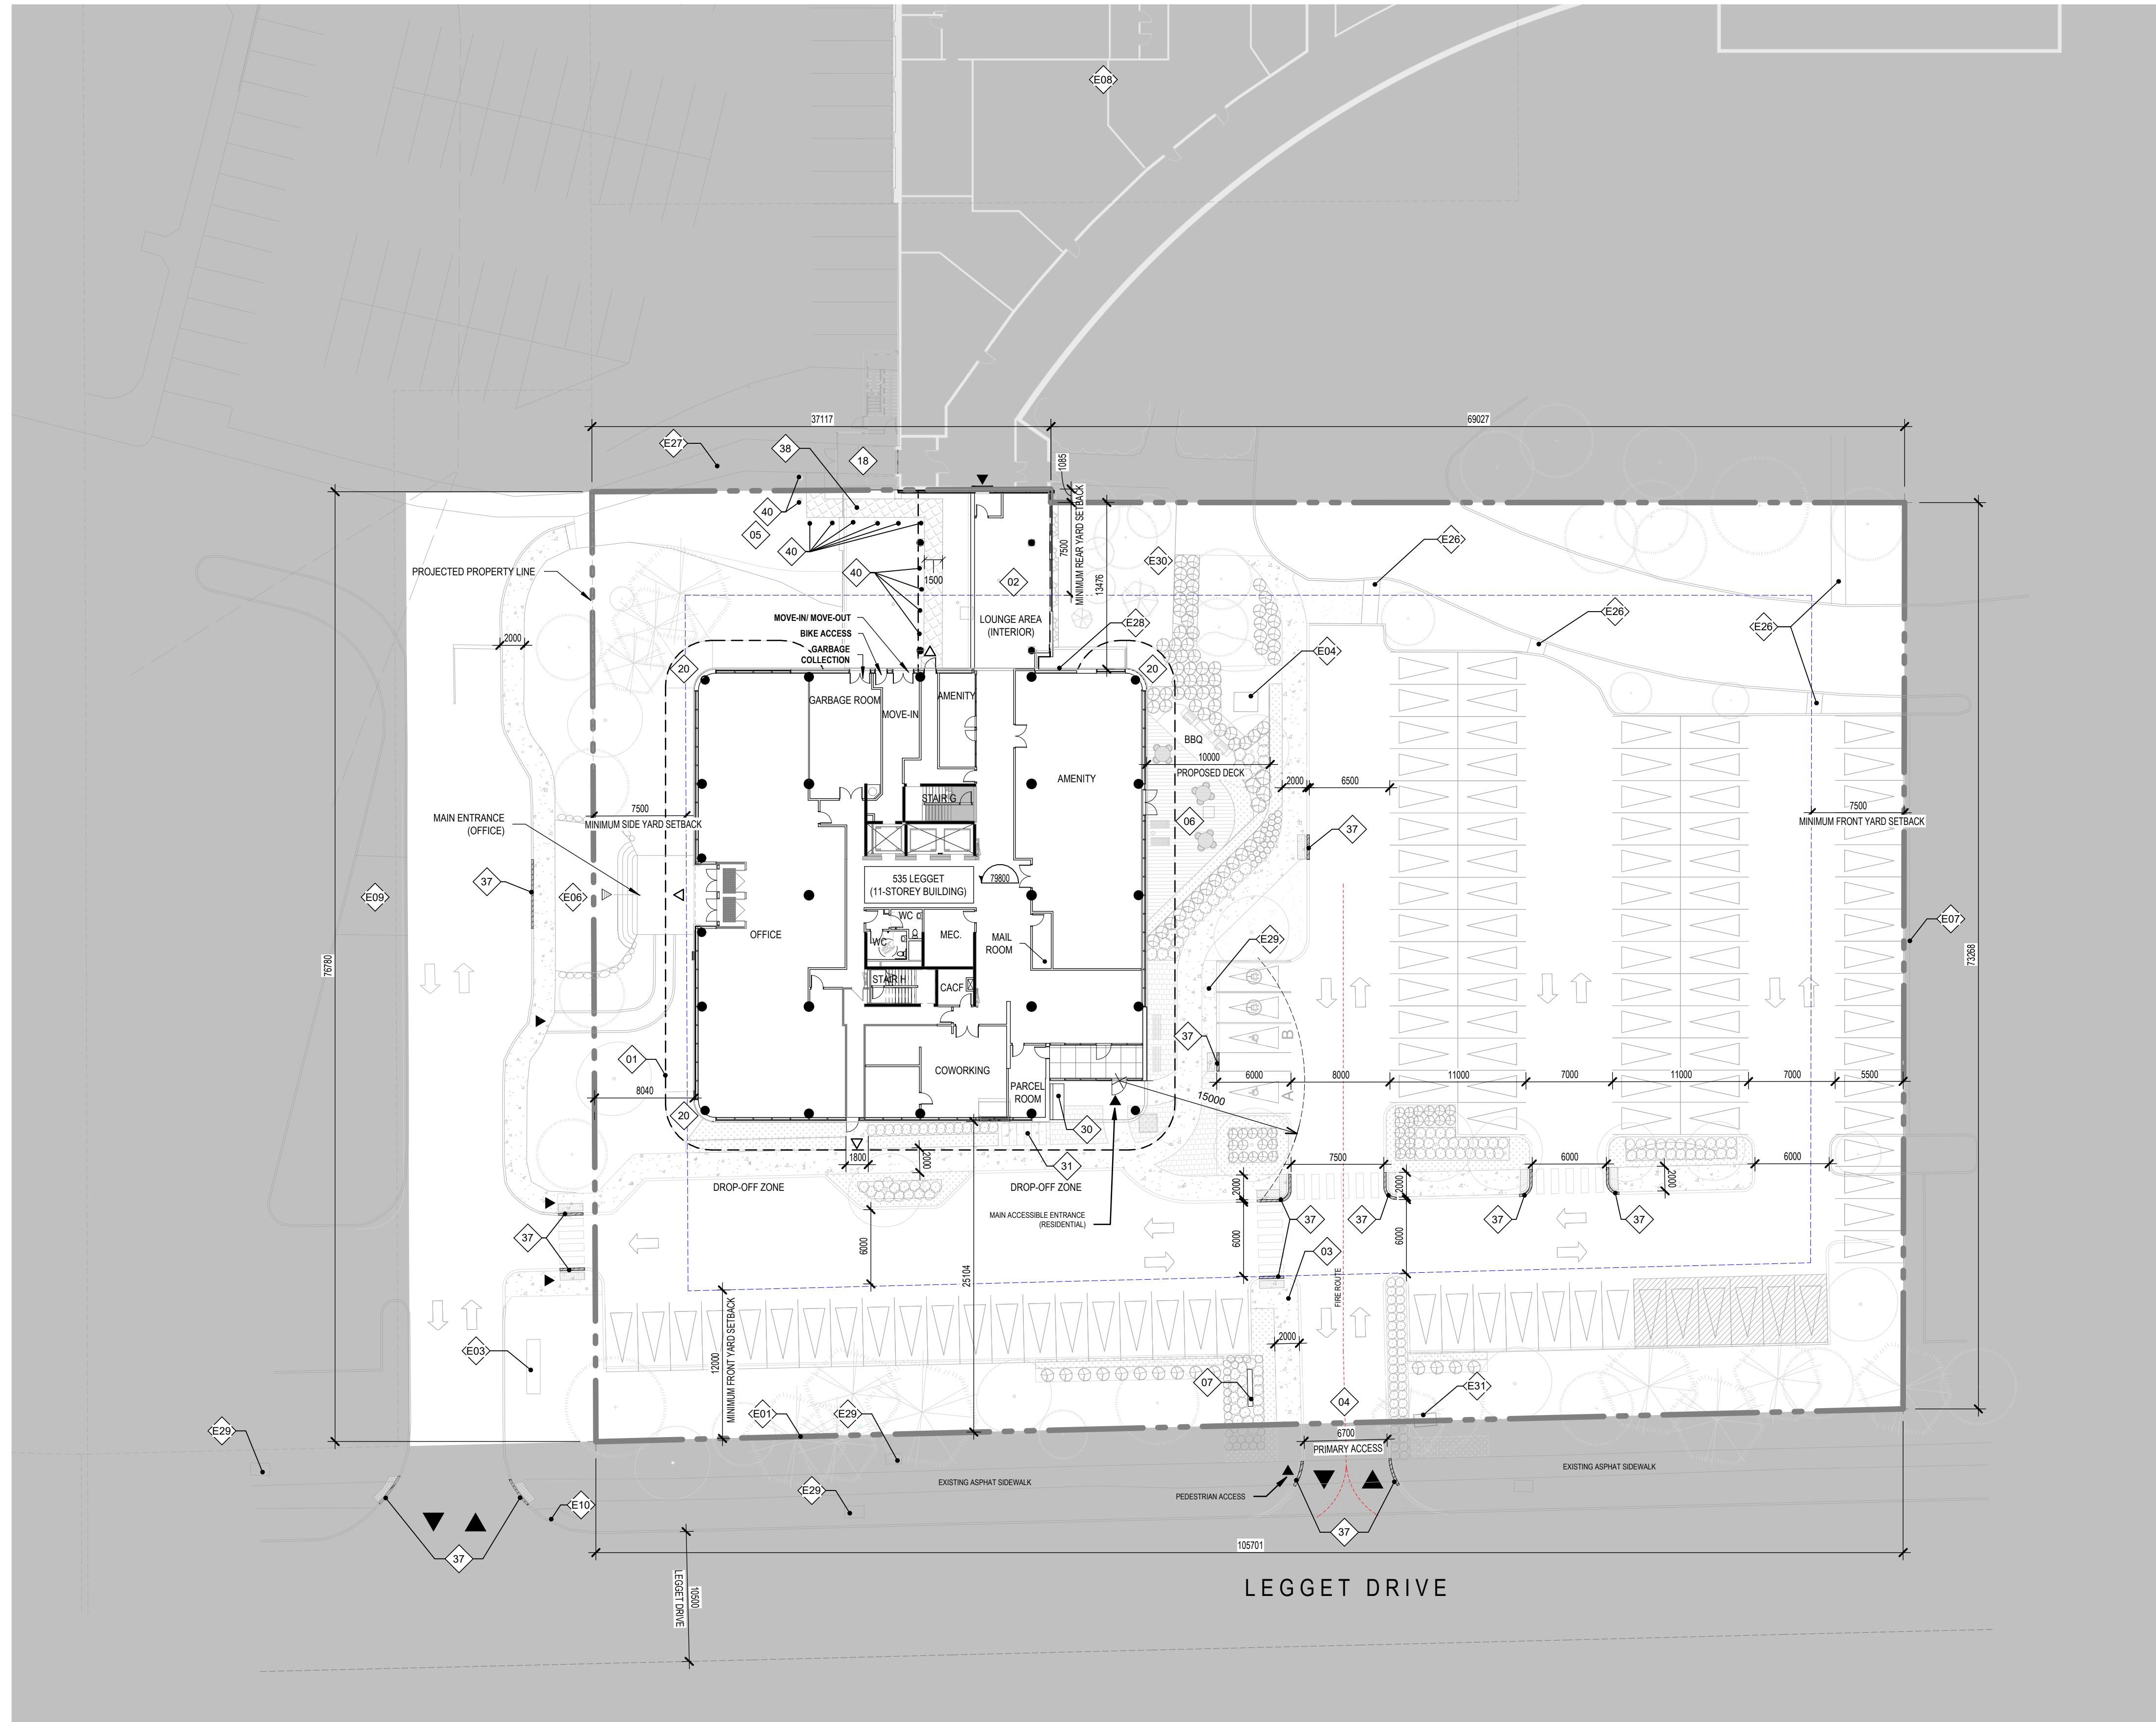 E08
37117
69027
E27
38
18
1085
40
05
40
40
1500
02
7500
MINIMUM REAR YARD SETBACK
13476
E30
E26
E26
E26
PROJECTED PROPERTY LINE
2000
MOVE-IN/ MOVE-OUT
BIKE ACCESS
GARBAGE
COLLECTION
LOUNGE AREA
(INTERIOR)
E28
E04
20
20
GARBAGE ROOM
MOVE-IN
AMENITY
AMENITY
BBQ
10000
PROPOSED DECK
2000
6500
STAIR G
06
37
7500
MINIMUM SIDE YARD SETBACK
7500
MINIMUM FRONT YARD SETBACK
MAIN ENTRANCE
(OFFICE)
37
E09
E06
535 LEGGET
(11-STOREY BUILDING)
79800
E07
76780
73268
OFFICE
WC
WC
MEC.
MAIL
ROOM
E29
STAIR H
CACF
37
B
A
01
COWORKING
PARCEL
ROOM
6000
8000
11000
7000
11000
7000
5500
8040
15000
20
30
31
1800
2000
7500
6000
6000
2000
DROP-OFF ZONE
DROP-OFF ZONE
2000
2000
MAIN ACCESSIBLE ENTRANCE
(RESIDENTIAL)
37
37
37
37
37
6000
6000
6000
03
25104
FIRE ROUTE
12000
MINIMUM FRONT YARD SETBACK
E03
2000
07
04
E31
E01
E29
E29
6700
PRIMARY ACCESS
EXISTING ASPHAT SIDEWALK
EXISTING ASPHAT SIDEWALK
PEDESTRIAN ACCESS
E29
E10
37
37
105701
10500
LEGGET DRIVE
LEGGET DRIVE